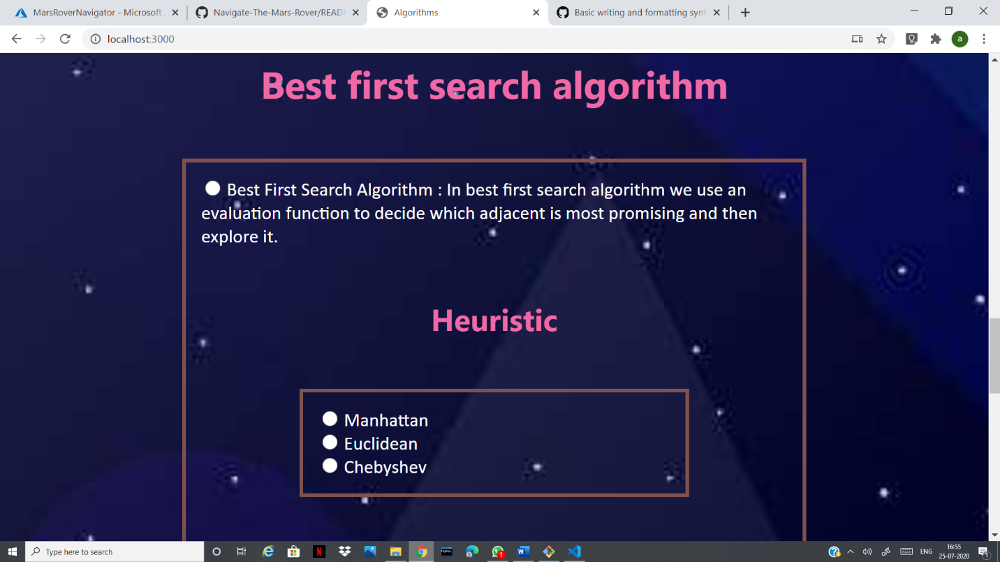 MarsRoverNavigator - Microsoft
Navigate-The-Mars-Rover/READ
Algorithms
Basic writing and formatting synt
localhost:3000
a
Best first search algorithm
Best First Search Algorithm : In best first search algorithm we use an
evaluation function to decide which adjacent is most promising and then
explore it.
Heuristic
Manhattan
Euclidean
Chebyshev
Type here to search
1
ENG
16:55
25-07-2020
1